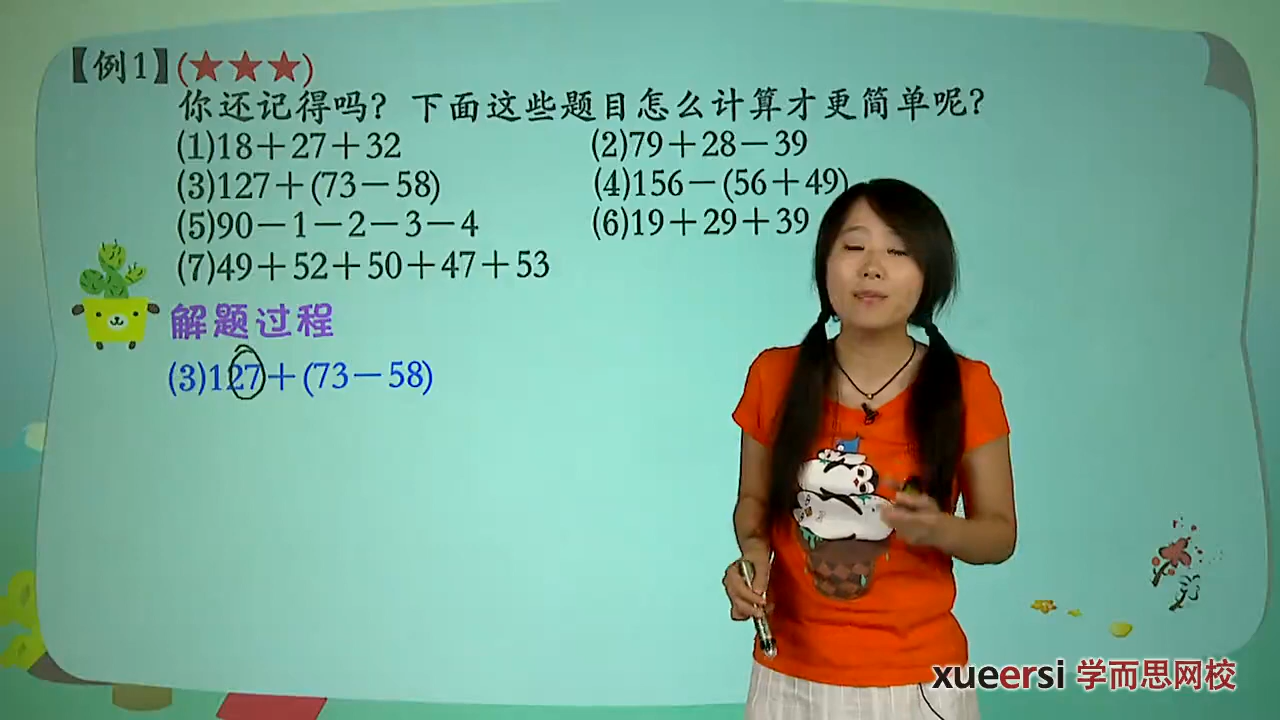 【例1】(★★★)
你还记得吗？下面这些题目怎么计算才更简单呢？
(1)18＋27＋32 (2)79＋28－39
(3)127＋(73－58) (4)156－(56＋49)
(5)90－1－2－3－4 (6)19＋29＋39
(7)49＋52＋50＋47＋53
解题过程
(3)127＋(73－58)
xueersi 学而思网校